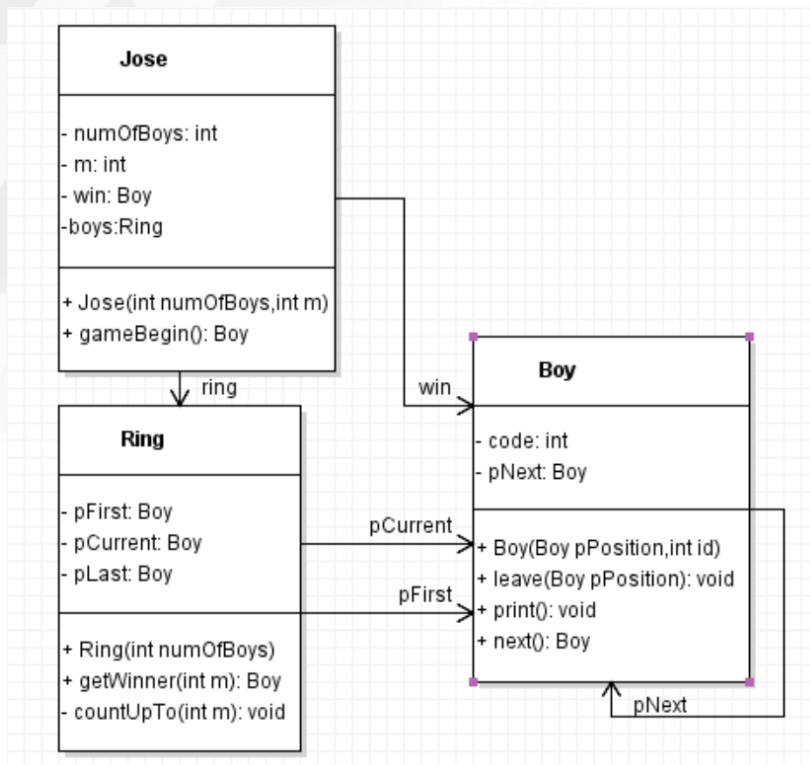 Jose
- numOfBoys: int
- m: int
- win: Boy
-boys:Ring
+ Jose(int numOfBoys,int m)
+ gameBegin(): Boy
ring
win
Ring
- pFirst: Boy
- pCurrent: Boy
- pLast: Boy
+ Ring(int numOfBoys)
+ getWinner(int m): Boy
- countUpTo(int m): void
pCurrent
pFirst
Boy
- code: int
- pNext: Boy
+ Boy(Boy pPosition,int id)
+ leave(Boy pPosition): void
+ print(): void
+ next(): Boy
pNext